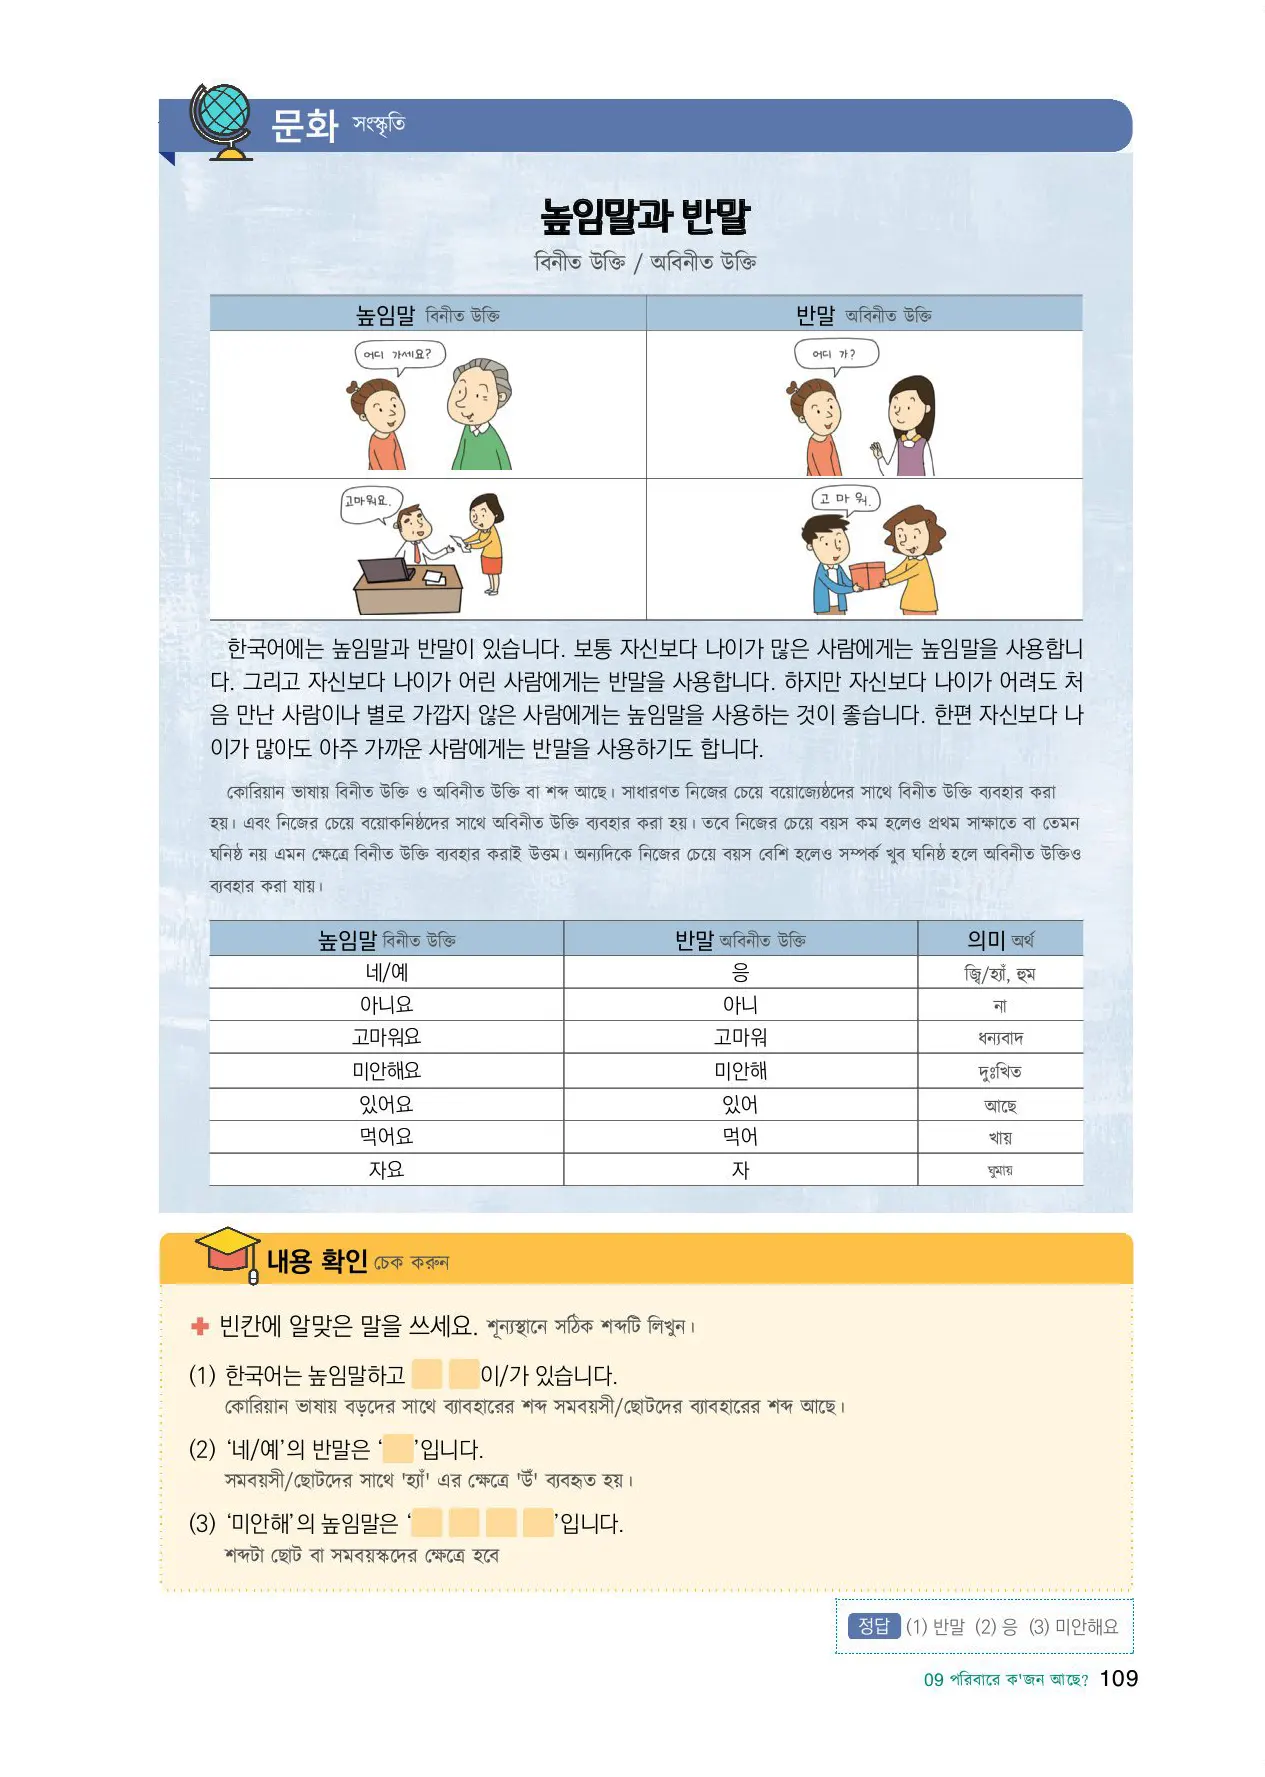 문화 সংস্কৃতি
높임말과 반말
বিনীত উক্তি / অবিনীত উক্তি
높임말 বিনীত উক্তি 반말 অবিনীত উক্তি
어디 가세요? 어디 가?
고마워요. 고 마 워.
한국어에는 높임말과 반말이 있습니다. 보통 자신보다 나이가 많은 사람에게는 높임말을 사용합니
다. 그리고 자신보다 나이가 어린 사람에게는 반말을 사용합니다. 하지만 자신보다 나이가 어려도 처
음 만난 사람이나 별로 가깝지 않은 사람에게는 높임말을 사용하는 것이 좋습니다. 한편 자신보다 나
이가 많아도 아주 가까운 사람에게는 반말을 사용하기도 합니다.
কোরিয়ান ভাষায় বিনীত উক্তি ও অবিনীত উক্তি বা শব্দ আছে। সাধারণত নিজের চেয়ে বয়োজ্যেষ্ঠদের সাথে বিনীত উক্তি ব্যবহার করা
হয়। এবং নিজের চেয়ে বয়োকনিষ্ঠদের সাথে অবিনীত উক্তি ব্যবহার করা হয়। তবে নিজের চেয়ে বয়স কম হলেও প্রথম সাক্ষাতে বা তেমন
ঘনিষ্ঠ নয় এমন ক্ষেত্রে বিনীত উক্তি ব্যবহার করাই উত্তম। অন্যদিকে নিজের চেয়ে বয়স বেশি হলেও সম্পর্ক খুব ঘনিষ্ঠ হলে অবিনীত উক্তিও
ব্যবহার করা যায়।
높임말 বিনীত উক্তি 반말 অবিনীত উক্তি 의미 অর্থ
네/예 응 জ্বি/হ্যাঁ, হুম
아니요 아니 না
고마워요 고마워 ধন্যবাদ
미안해요 미안해 দুঃখিত
있어요 있어 আছে
먹어요 먹어 খায়
자요 자 ঘুমায়
내용 확인 চেক করুন
빈칸에 알맞은 말을 쓰세요. শূন্যস্থানে সঠিক শব্দটি লিখুন।
(1) 한국어는 높임말하고 이/가 있습니다.
কোরিয়ান ভাষায় বড়দের সাথে ব্যাবহারের শব্দ সমবয়সী/ছোটদের ব্যাবহারের শব্দ আছে।
(2) ‘네/예’의 반말은 ‘ ’입니다.
সমবয়সী/ছোটদের সাথে 'হ্যাঁ' এর ক্ষেত্রে 'উঁ' ব্যবহৃত হয়।
(3) ‘미안해’의 높임말은 ‘ ’입니다.
শব্দটা ছোট বা সমবয়স্কদের ক্ষেত্রে হবে
정답 (1) 반말 (2) 응 (3) 미안해요
09 পরিবারে ক'জন আছে? 109